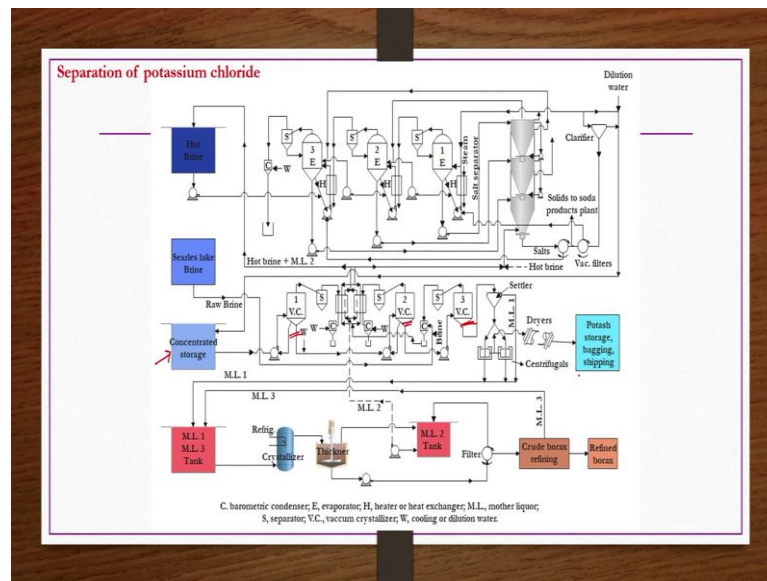 Separation of potassium chloride
Dilution
water
Hot
Brine
S
3
E
S
2
E
S
1
E
C
W
H
H
H
Steam
Salt separator
Clarifier
Solids to soda
products plant
Salts
Vac. filters
Hot brine + M.L. 2
Hot brine
Searles lake
Brine
Raw Brine
Concentrated
storage
1
V.C.
S
W
W
C
C
W
S
2
V.C.
S
3
V.C.
C
Brine
Settler
M.L. 1
Dryers
Centrifugals
Potash
storage,
bagging,
shipping
M.L. 1
M.L. 3
M.L. 2
M.L. 3
M.L. 1
M.L. 3
Tank
Refrig.
Crystallizer
Thickner
M.L. 2
Tank
Filter
Crude borax
refining
Refined
borax
C. barometric condenser; E, evaporator; H, heater or heat exchanger; M.L., mother liquor;
S, separator; V.C., vaccum crystallizer; W, cooling or dilution water.